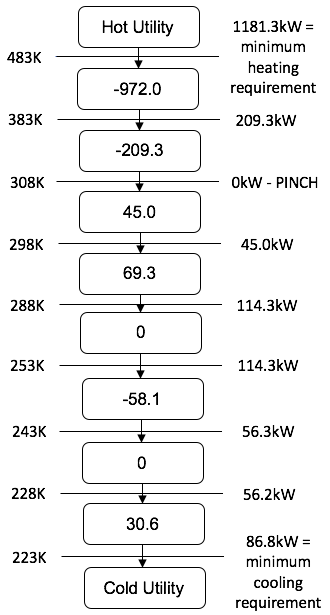 Hot Utility
1181.3kW =
minimum
heating
requirement
483K
-972.0
383K
209.3kW
-209.3
308K
0kW - PINCH
45.0
298K
45.0kW
69.3
288K
114.3kW
0
253K
114.3kW
-58.1
243K
56.3kW
0
228K
56.2kW
30.6
223K
86.8kW =
minimum
cooling
requirement
Cold Utility